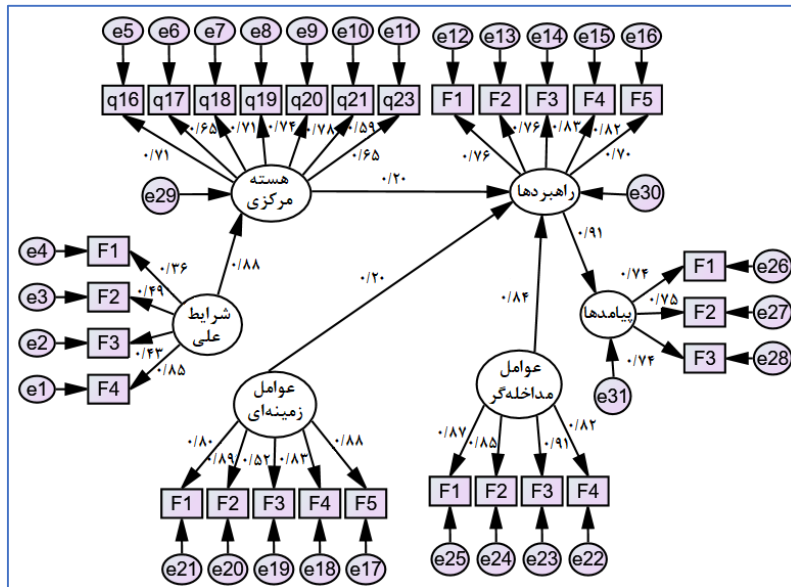 e5 e6 e7 e8 e9 e10 e11
e12 e13 e14 e15 e16
q16 q17 q18 q19 q20 q21 q23
F1 F2 F3 F4 F5
۰/۷۱ ۰/۶۵ ۰/۷۱ ۰/۷۴ ۰/۷۸ ۰/۵۹ ۰/۶۵
۰/۷۶ ۰/۷۶ ۰/۸۳ ۰/۸۲ ۰/۷۰
e29
هسته
مرکزی
۰/۲۰
راهبردها
e30
۰/۸۸
۰/۲۰
۰/۸۴
۰/۹۱
e4 F1 ۰/۳۶
e3 F2 ۰/۴۹
e2 F3 ۰/۴۳
e1 F4 ۰/۸۵
شرایط
علی
پیامدها
۰/۷۴ F1 e26
۰/۷۵ F2 e27
۰/۷۴ F3 e28
e31
عوامل
زمینه‌ای
عوامل
مداخله‌گر
۰/۸۰ ۰/۸۹ ۰/۵۲ ۰/۸۳ ۰/۸۸
F1 F2 F3 F4 F5
e21 e20 e19 e18 e17
۰/۸۷ ۰/۸۵ ۰/۹۱ ۰/۸۲
F1 F2 F3 F4
e25 e24 e23 e22